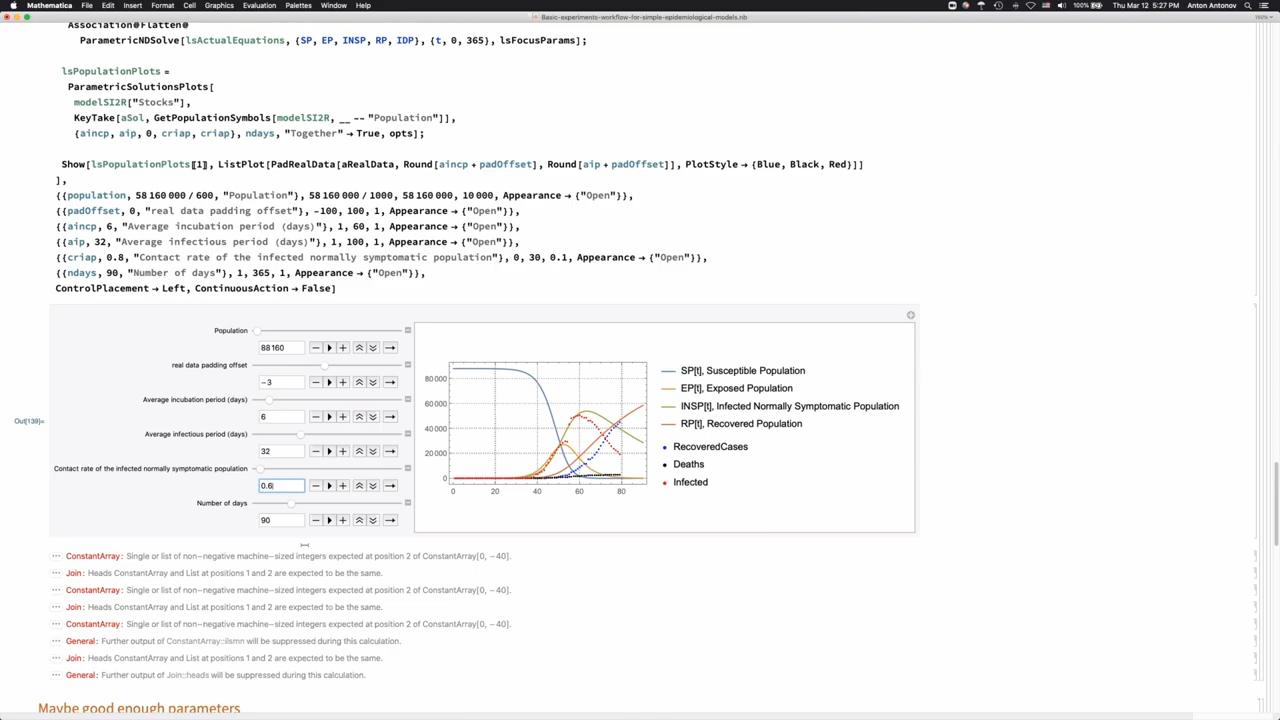 Mathematica File Edit Insert Format Cell Graphics Evaluation Palettes Window Help 100% Thu Mar 12 5:27 PM Anton Antonov
Basic-experiments-workflow-for-simple-epidemiological-models.nb
Association@Flatten@
ParametricNDSolve[lsActualEquations, {SP, EP, INSP, RP, IDP}, {t, 0, 365}, lsFocusParams];
lsPopulationPlots =
ParametricSolutionsPlots[
modelSI2R["Stocks"],
KeyTake[aSol, GetPopulationSymbols[modelSI2R, __ ~~ "Population"]],
{aincp, aip, 0, criap, criap}, ndays, "Together" → True, opts];
Show[lsPopulationPlots〚1〛, ListPlot[PadRealData[aRealData, Round[aincp + padOffset], Round[aip + padOffset]], PlotStyle → {Blue, Black, Red}]]
],
{{population, 58 160 000 / 600, "Population"}, 58 160 000 / 1000, 58 160 000, 10 000, Appearance → {"Open"}},
{{padOffset, 0, "real data padding offset"}, -100, 100, 1, Appearance → {"Open"}},
{{aincp, 6, "Average incubation period (days)"}, 1, 60, 1, Appearance → {"Open"}},
{{aip, 32, "Average infectious period (days)"}, 1, 100, 1, Appearance → {"Open"}},
{{criap, 0.8, "Contact rate of the infected normally symptomatic population"}, 0, 30, 0.1, Appearance → {"Open"}},
{{ndays, 90, "Number of days"}, 1, 365, 1, Appearance → {"Open"}},
ControlPlacement → Left, ContinuousAction → False]
Out[139]=
Population
88 160
real data padding offset
-3
Average incubation period (days)
6
Average infectious period (days)
32
Contact rate of the infected normally symptomatic population
0.6
Number of days
90
80 000
60 000
40 000
20 000
0
0 20 40 60 80
SP[t], Susceptible Population
EP[t], Exposed Population
INSP[t], Infected Normally Symptomatic Population
RP[t], Recovered Population
RecoveredCases
Deaths
Infected
ConstantArray: Single or list of non-negative machine-sized integers expected at position 2 of ConstantArray[0, -40].
Join: Heads ConstantArray and List at positions 1 and 2 are expected to be the same.
ConstantArray: Single or list of non-negative machine-sized integers expected at position 2 of ConstantArray[0, -40].
Join: Heads ConstantArray and List at positions 1 and 2 are expected to be the same.
ConstantArray: Single or list of non-negative machine-sized integers expected at position 2 of ConstantArray[0, -40].
General: Further output of ConstantArray::ilsmn will be suppressed during this calculation.
Join: Heads ConstantArray and List at positions 1 and 2 are expected to be the same.
General: Further output of Join::heads will be suppressed during this calculation.
Maybe good enough parameters